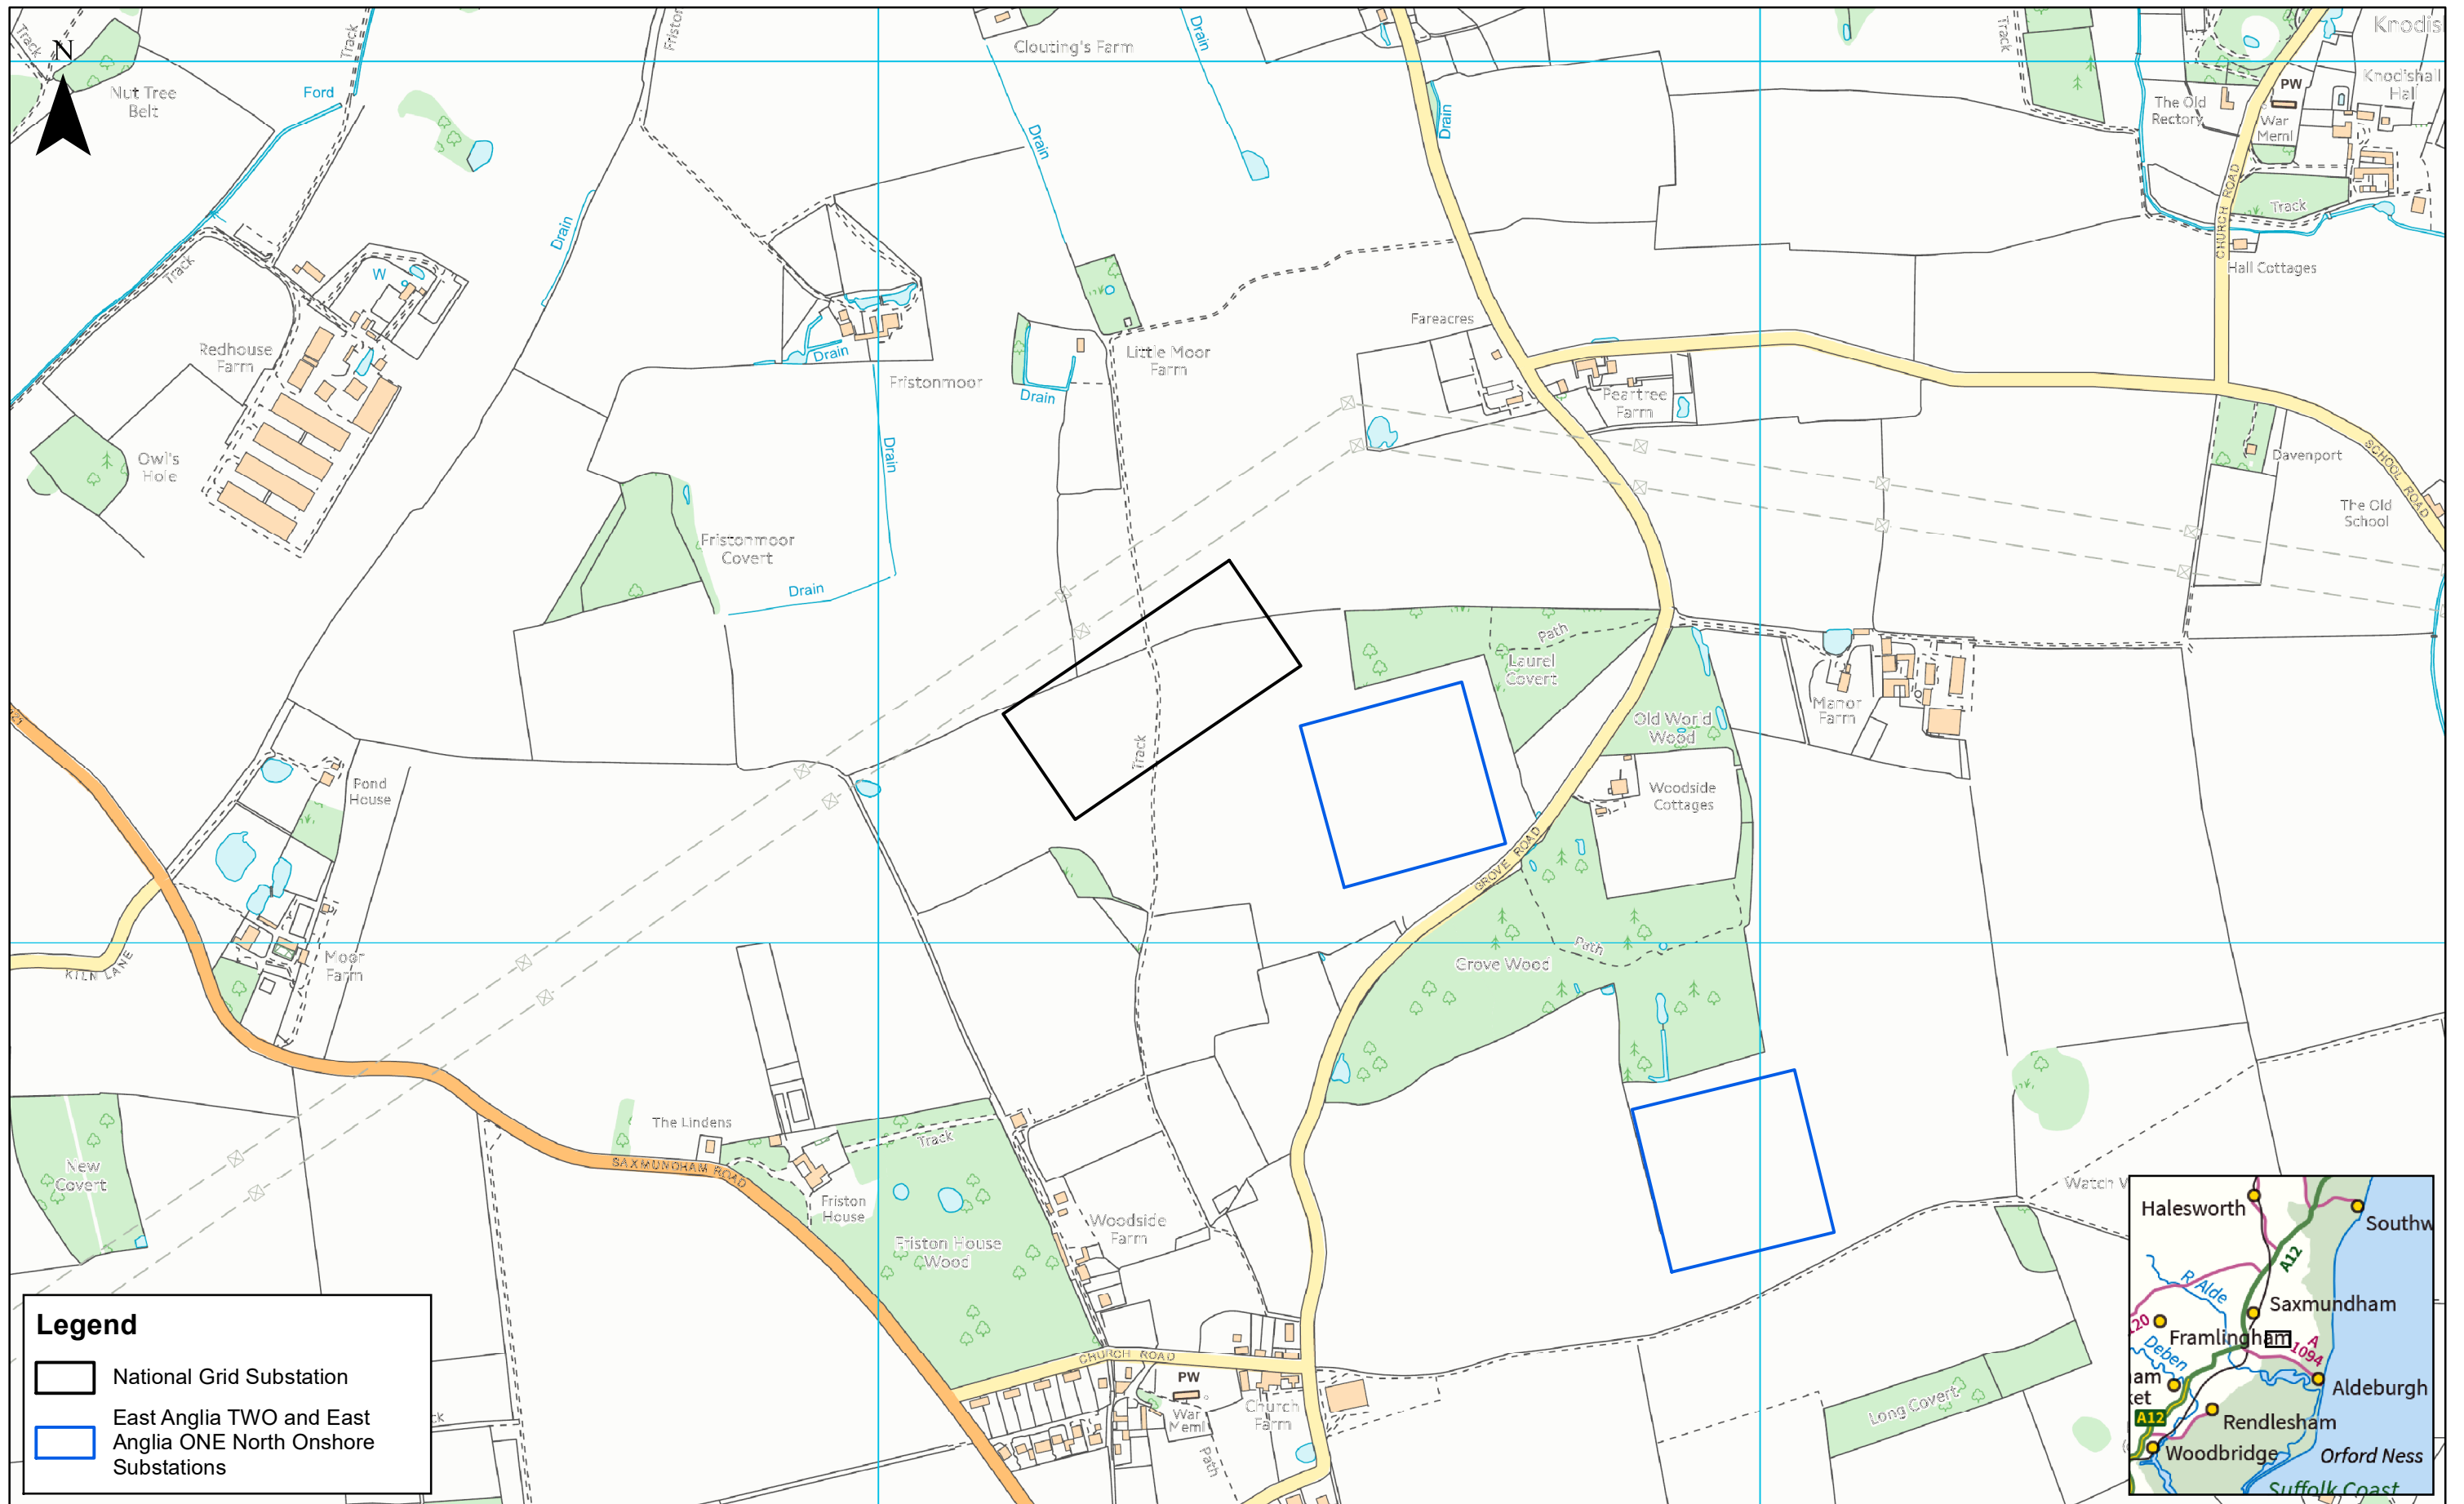 N
Track
Nut Tree
Belt
Track
Ford
Friston
Clouting's Farm
Drain
Drain
Drain
Track
Knodis
Knodishall
Hall
PW
The Old
Rectory
War
Meml
CHURCH ROAD
Track
Hall Cottages
Drain
Track
W
Redhouse
Farm
Owl's
Hole
Drain
Fristonmoor
Drain
Drain
Little Moor
Farm
Fareacres
Peartree
Farm
Davenport
SCHOOL ROAD
The Old
School
Fristonmoor
Covert
Drain
Path
Laurel
Covert
Old World
Wood
Manor
Farm
Track
Woodside
Cottages
GROVE ROAD
Path
Grove Wood
Pond
House
Moor
Farm
KILN LANE
New
Covert
The Lindens
SAXMUNDHAM ROAD
Track
Friston
House
Friston House
Wood
Woodside
Farm
CHURCH ROAD
PW
War
Meml
Church
Farm
Path
Watch
Long Covert
Legend
National Grid Substation
East Anglia TWO and East
Anglia ONE North Onshore
Substations
Halesworth
Southw
A12
R Alde
Saxmundham
Framlingham
A
1094
Deben
Aldeburgh
A12
Rendlesham
Woodbridge
Orford Ness
Suffolk Coast